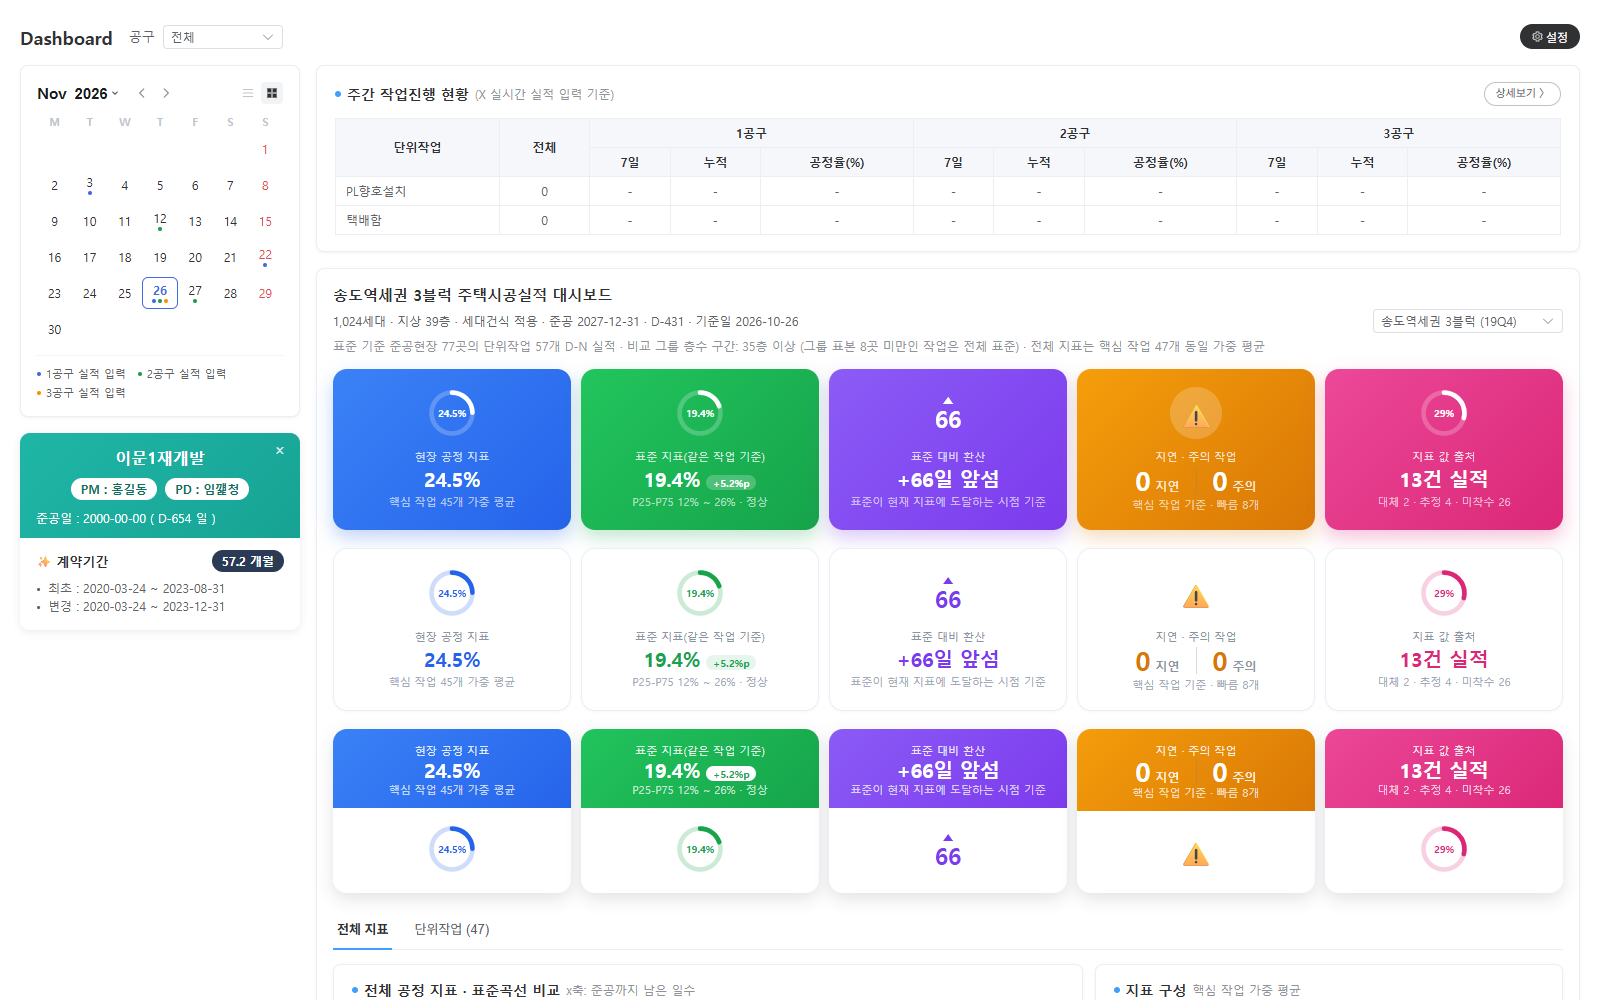 Dashboard 공구 전체
설정
Nov 2026
M T W T F S S
1
2 3 4 5 6 7 8
9 10 11 12 13 14 15
16 17 18 19 20 21 22
23 24 25 26 27 28 29
30
1공구 실적 입력 2공구 실적 입력
3공구 실적 입력
이문1재개발 ×
PM : 홍길동 PD : 임꺾정
준공일 : 2000-00-00 ( D-654 일 )
✨ 계약기간 57.2 개월
• 최초 : 2020-03-24 ~ 2023-08-31
• 변경 : 2020-03-24 ~ 2023-12-31
주간 작업진행 현황 (X 실시간 실적 입력 기준) 상세보기 〉
단위작업 전체 1공구 2공구 3공구
7일 누적 공정율(%) 7일 누적 공정율(%) 7일 누적 공정율(%)
PL향호설치 0 - - - - - - - - -
택배함 0 - - - - - - - - -
송도역세권 3블럭 주택시공실적 대시보드
1,024세대 · 지상 39층 · 세대건식 적용 · 준공 2027-12-31 · D-431 · 기준일 2026-10-26
송도역세권 3블럭 (19Q4)
표준 기준 준공현장 77곳의 단위작업 57개 D-N 실적 · 비교 그룹 층수 구간: 35층 이상 (그룹 표본 8곳 미만인 작업은 전체 표준) · 전체 지표는 핵심 작업 47개 동일 가중 평균
24.5% 19.4% 66 29%
현장 공정 지표 표준 지표(같은 작업 기준) 표준 대비 환산 지연 · 주의 작업 지표 값 출처
24.5% 19.4% +5.2%p +66일 앞섬 0 지연 0 주의 13건 실적
핵심 작업 45개 가중 평균 P25-P75 12% ~ 26% · 정상 표준이 현재 지표에 도달하는 시점 기준 핵심 작업 기준 · 빠름 8개 대체 2 · 추정 4 · 미착수 26
24.5% 19.4% 66 29%
현장 공정 지표 표준 지표(같은 작업 기준) 표준 대비 환산 지연 · 주의 작업 지표 값 출처
24.5% 19.4% +5.2%p +66일 앞섬 0 지연 0 주의 13건 실적
핵심 작업 45개 가중 평균 P25-P75 12% ~ 26% · 정상 표준이 현재 지표에 도달하는 시점 기준 핵심 작업 기준 · 빠름 8개 대체 2 · 추정 4 · 미착수 26
현장 공정 지표 표준 지표(같은 작업 기준) 표준 대비 환산 지연 · 주의 작업 지표 값 출처
24.5% 19.4% +5.2%p +66일 앞섬 0 지연 0 주의 13건 실적
핵심 작업 45개 가중 평균 P25-P75 12% ~ 26% · 정상 표준이 현재 지표에 도달하는 시점 기준 핵심 작업 기준 · 빠름 8개 대체 2 · 추정 4 · 미착수 26
24.5% 19.4% 66 29%
전체 지표 단위작업 (47)
전체 공정 지표 · 표준곡선 비교 x축: 준공까지 남은 일수
지표 구성 핵심 작업 가중 평균